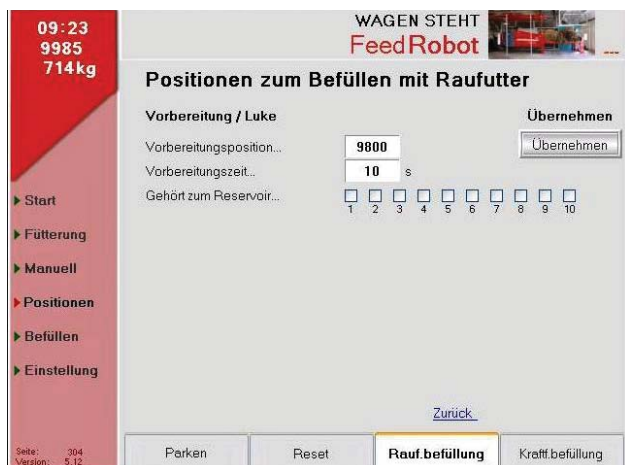 09:23
9985
714kg
WAGEN STEHT
FeedRobot
...
Positionen zum Befüllen mit Raufutter
Vorbereitung / Luke
Übernehmen
Vorbereitungsposition... 9800
Übernehmen
Vorbereitungszeit... 10 s
Gehört zum Reservoir...
1 2 3 4 5 6 7 8 9 10
Start
Fütterung
Manuell
Positionen
Befüllen
Einstellung
Zurück
Seite: 304
Version: 5.12
Parken
Reset
Rauf.befüllung
Kraftf.befüllung